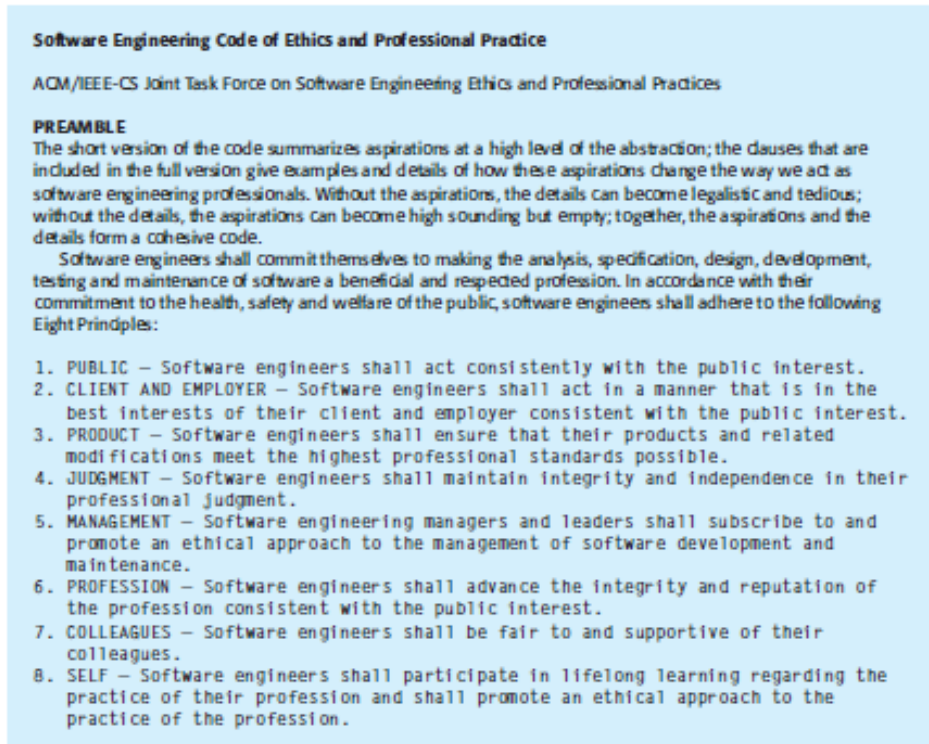 Software Engineering Code of Ethics and Professional Practice
ACM/IEEE-CS Joint Task Force on Software Engineering Ethics and Professional Practices
PREAMBLE
The short version of the code summarizes aspirations at a high level of the abstraction; the clauses that are
included in the full version give examples and details of how these aspirations change the way we act as
software engineering professionals. Without the aspirations, the details can become legalistic and tedious;
without the details, the aspirations can become high sounding but empty; together, the aspirations and the
details form a cohesive code.
Software engineers shall commit themselves to making the analysis, specification, design, development,
testing and maintenance of software a beneficial and respected profession. In accordance with their
commitment to the health, safety and welfare of the public, software engineers shall adhere to the following
Eight Principles:
1. PUBLIC — Software engineers shall act consistently with the public interest.
2. CLIENT AND EMPLOYER — Software engineers shall act in a manner that is in the
best interests of their client and employer consistent with the public interest.
3. PRODUCT — Software engineers shall ensure that their products and related
modifications meet the highest professional standards possible.
4. JUDGMENT — Software engineers shall maintain integrity and independence in their
professional judgment.
5. MANAGEMENT — Software engineering managers and leaders shall subscribe to and
promote an ethical approach to the management of software development and
maintenance.
6. PROFESSION — Software engineers shall advance the integrity and reputation of
the profession consistent with the public interest.
7. COLLEAGUES — Software engineers shall be fair to and supportive of their
colleagues.
8. SELF — Software engineers shall participate in lifelong learning regarding the
practice of their profession and shall promote an ethical approach to the
practice of the profession.